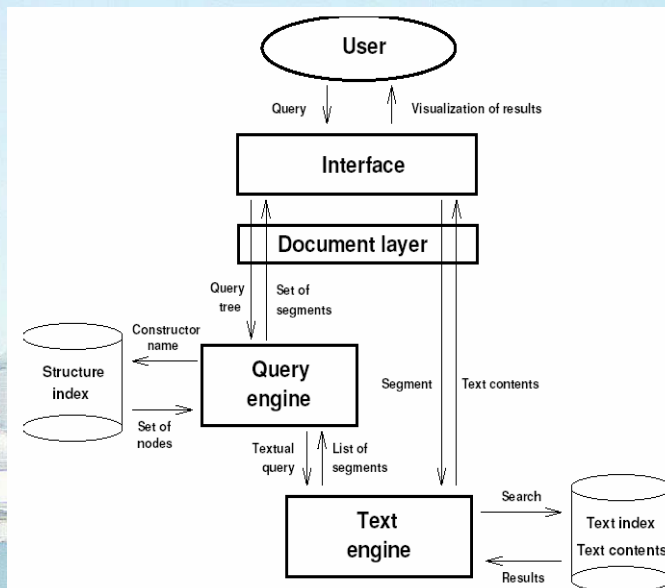 User
Query
Visualization of results
Interface
Document layer
Query
tree
Set of
segments
Constructor
name
Structure
index
Query
engine
Segment
Text contents
Set of
nodes
Textual
query
List of
segments
Text
engine
Search
Text index
Text contents
Results